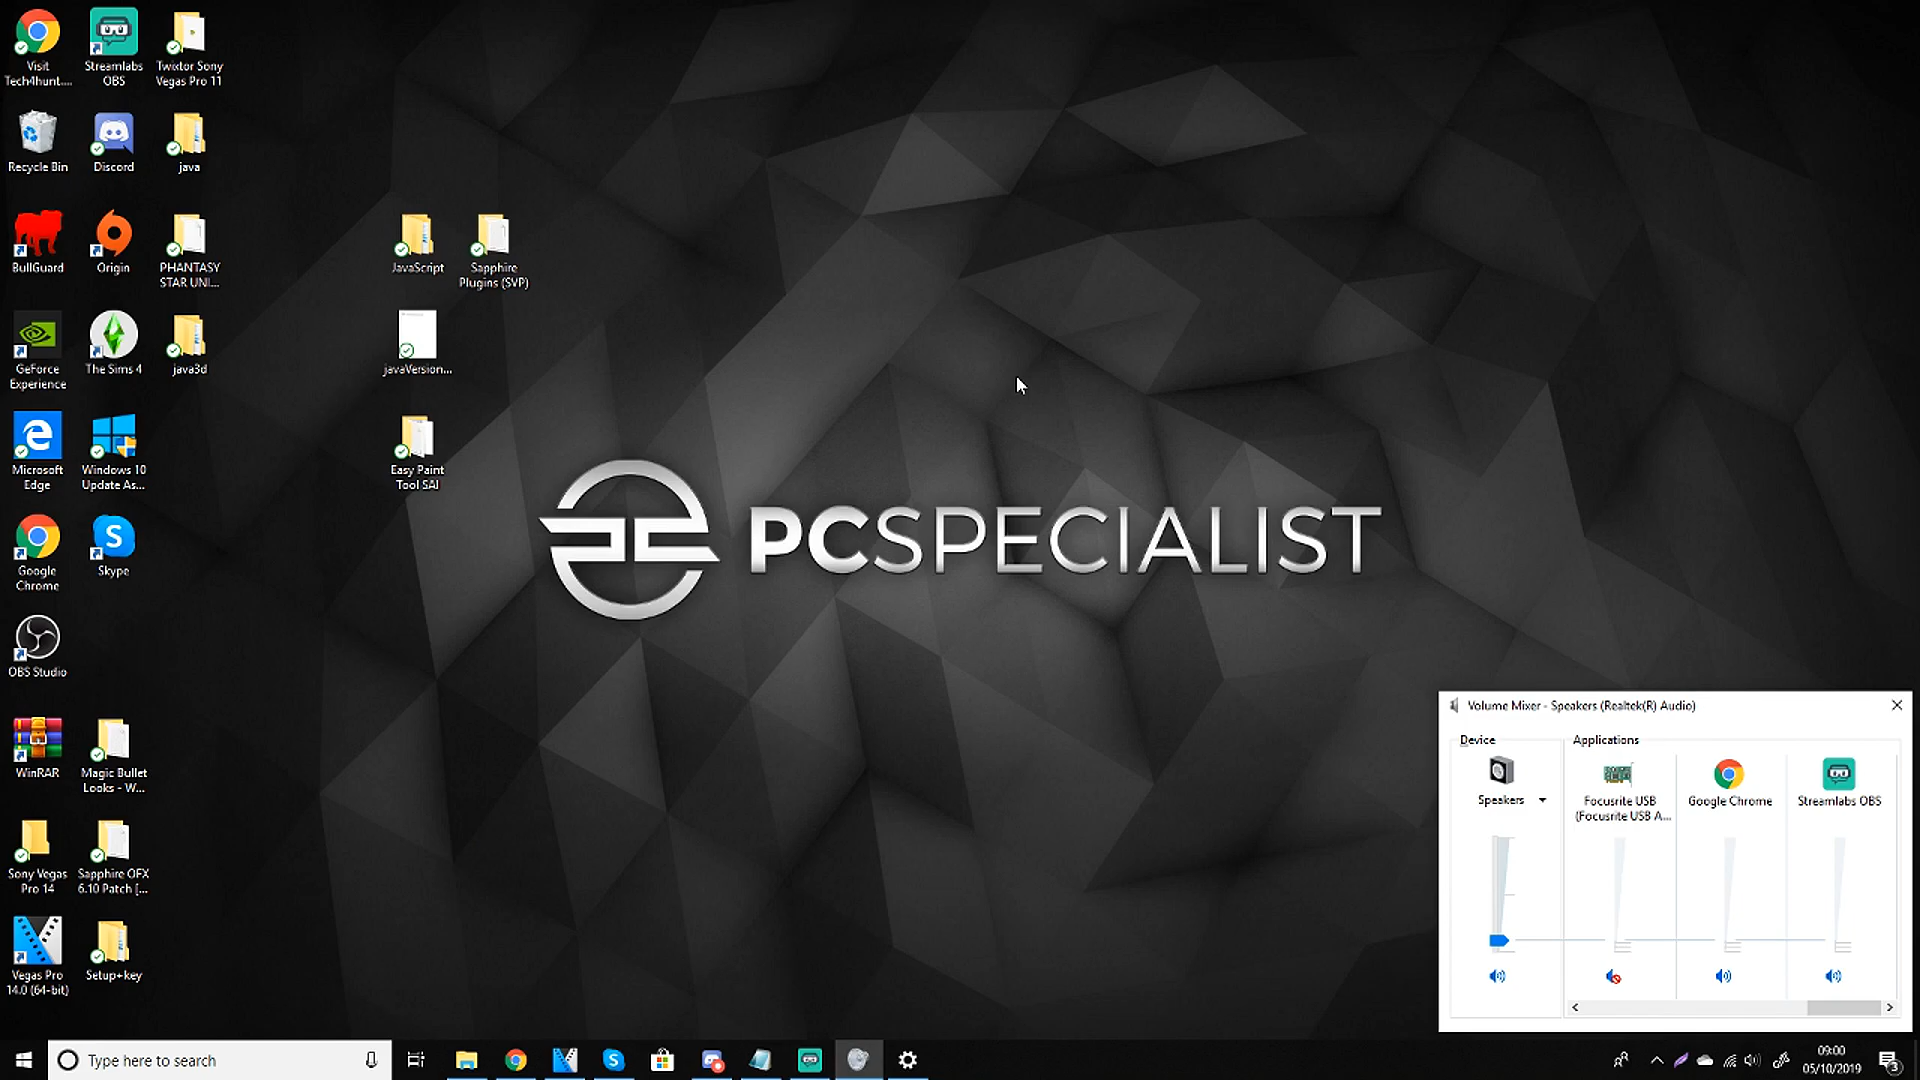 Visit
Tech4hunt....
Streamlabs
OBS
Twixtor Sony
Vegas Pro 11
Recycle Bin
Discord
java
BullGuard
Origin
PHANTASY
STAR UNI...
JavaScript
Sapphire
Plugins (SVP)
GeForce
Experience
The Sims 4
java3d
javaVersion...
Microsoft
Edge
Windows 10
Update As...
Easy Paint
Tool SAI
Google
Chrome
Skype
PCSPECIALIST
OBS Studio
WinRAR
Magic Bullet
Looks - W...
Sony Vegas
Pro 14
Sapphire OFX
6.10 Patch [...
Vegas Pro
14.0 (64-bit)
Setup+key
Volume Mixer - Speakers (Realtek(R) Audio)
Device
Applications
Speakers
Focusrite USB
(Focusrite USB A...
Google Chrome
Streamlabs OBS
Type here to search
09:00
05/10/2019
3